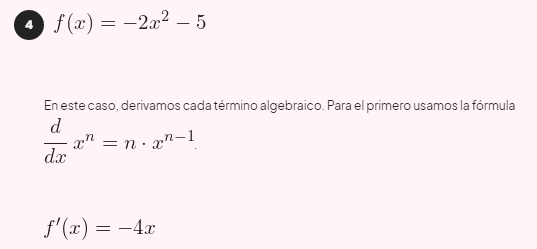 4 f(x) = −2x² − 5
En este caso, derivamos cada término algebraico. Para el primero usamos la fórmula
d/dx xⁿ = n · xⁿ⁻¹.
f′(x) = −4x